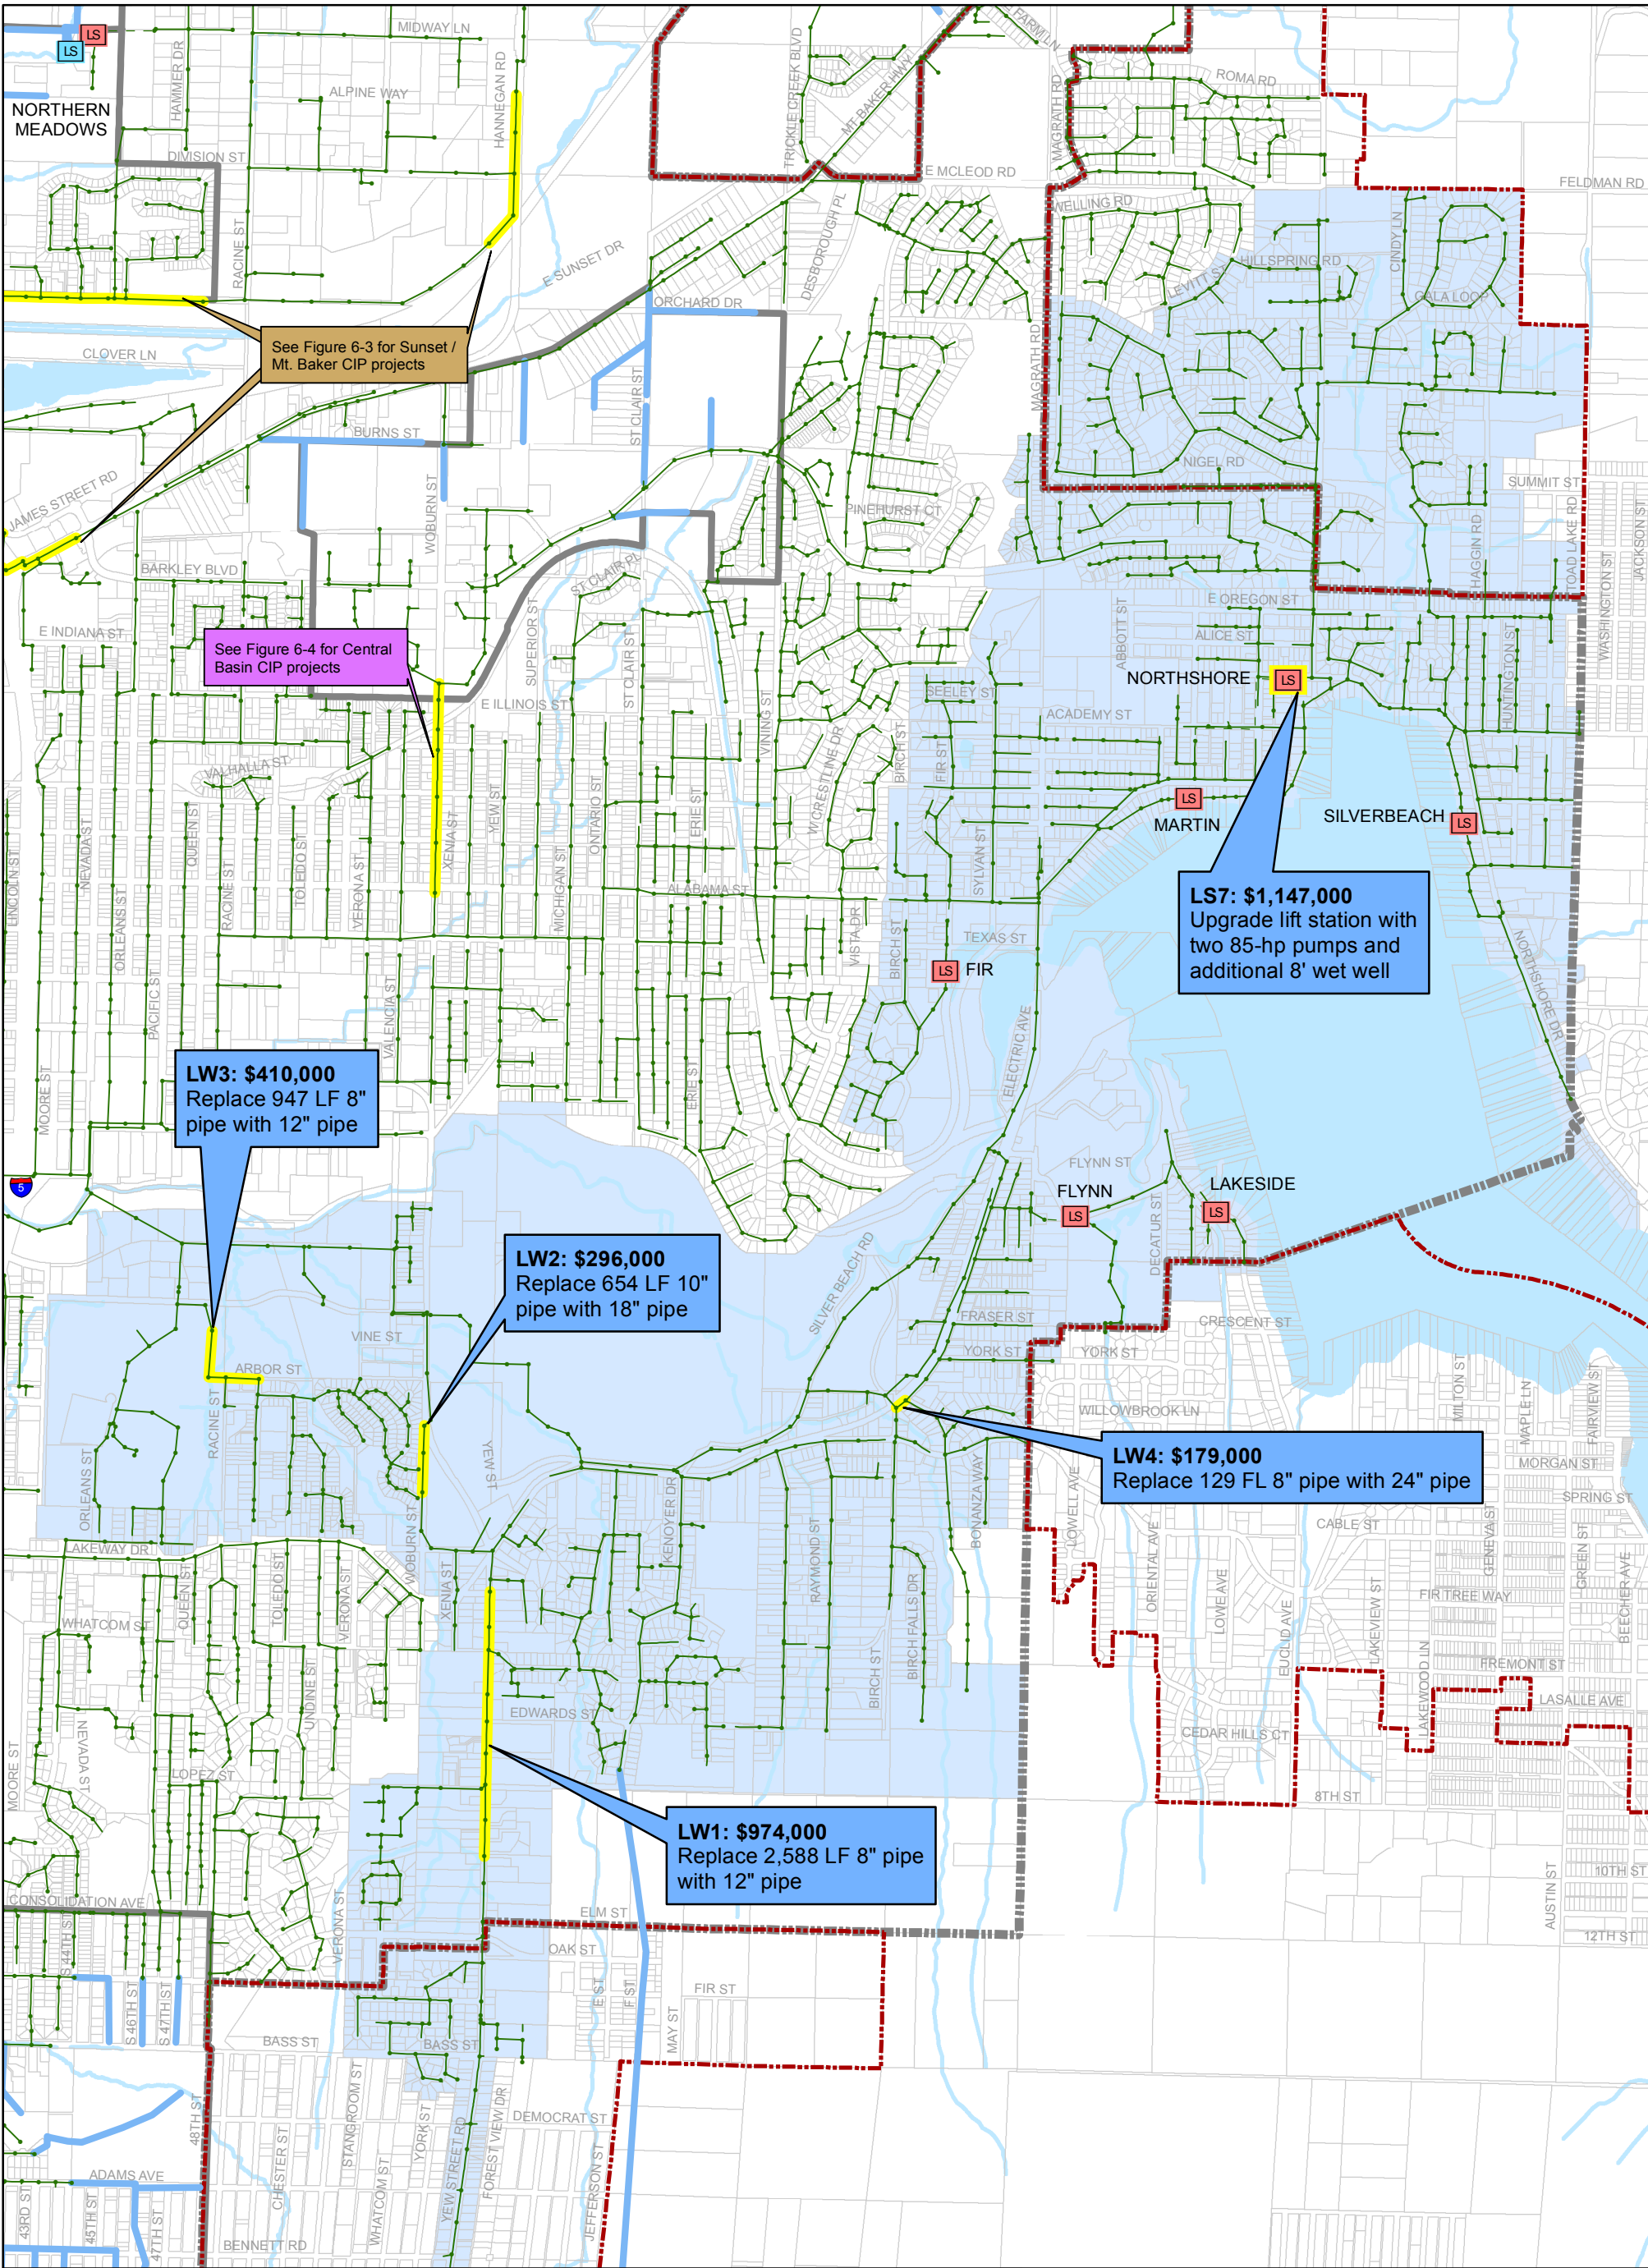 LS
LS
NORTHERN
MEADOWS
HAMMER DR
MIDWAY LN
ALPINE WAY
HANNEGAN RD
DIVISION ST
RACINE ST
TRICKLE CREEK BLVD
MT BAKER HWY
FARM LN
MAGRATH RD
ROMA RD
E MCLEOD RD
FELDMAN RD
WELLING RD
DESBOROUGH PL
E SUNSET DR
ORCHARD DR
CINDY LN
HILLSPRING RD
LEVITT ST
GALA LOOP
See Figure 6-3 for Sunset /
Mt. Baker CIP projects
CLOVER LN
BURNS ST
ST CLAIR ST
MAGRATH RD
NIGEL RD
SUMMIT ST
JAMES STREET RD
WOBURN ST
PINEHURST CT
HAGGIN RD
TOAD LAKE RD
WASHINGTON ST
JACKSON ST
BARKLEY BLVD
ST CLAIR PL
E OREGON ST
ABBOTT ST
ALICE ST
E INDIANA ST
See Figure 6-4 for Central
Basin CIP projects
SUPERIOR ST
ST CLAIR ST
HUNTINGTON ST
NORTHSHORE
LS
E ILLINOIS ST
VINING ST
SEELEY ST
ACADEMY ST
VALHALLA ST
W CRESTLINE DR
BIRCH ST
FIR ST
LINCOLN ST
NEVADA ST
ORLEANS ST
QUEEN ST
RACINE ST
TOLEDO ST
VERONA ST
XENIA ST
YEW ST
MICHIGAN ST
ONTARIO ST
ERIE ST
LS
MARTIN
SILVERBEACH
LS
ALABAMA ST
SYLVAN ST
LS7: $1,147,000
Upgrade lift station with
two 85-hp pumps and
additional 8' wet well
PACIFIC ST
VALENCIA ST
VISTA DR
BIRCH ST
TEXAS ST
LS
FIR
NORTHSHORE DR
ELECTRIC AVE
MOORE ST
ERIE ST
LW3: $410,000
Replace 947 LF 8"
pipe with 12" pipe
5
FLYNN ST
FLYNN
LS
LAKESIDE
LS
DECATUR ST
LW2: $296,000
Replace 654 LF 10"
pipe with 18" pipe
SILVER BEACH RD
VINE ST
ARBOR ST
FRASER ST
YORK ST
YORK ST
CRESCENT ST
RACINE ST
ORLEANS ST
YEW ST
WILLOWBROOK LN
MILTON ST
MAPLE LN
FAIRVIEW ST
LW4: $179,000
Replace 129 FL 8" pipe with 24" pipe
MORGAN ST
SPRING ST
LAKEWAY DR
WOBURN ST
KENOYER DR
RAYMOND ST
BONANZA WAY
LOWELL AVE
ORIENTAL AVE
CABLE ST
GENEVA ST
GREEN ST
BEECHER AVE
QUEEN ST
TOLEDO ST
VERONA ST
XENIA ST
WHATCOM ST
BIRCH FALLS DR
BIRCH ST
LOWE AVE
EUCLID AVE
LAKEVIEW ST
FIR TREE WAY
LAKEWOOD LN
FREMONT ST
LASALLE AVE
UNDINE ST
EDWARDS ST
CEDAR HILLS CT
MOORE ST
NEVADA ST
LOPEZ ST
8TH ST
LW1: $974,000
Replace 2,588 LF 8" pipe
with 12" pipe
CONSOLIDATION AVE
S 44TH ST
VERONA ST
ELM ST
OAK ST
AUSTIN ST
10TH ST
12TH ST
S 46TH ST
S 47TH ST
E ST
F ST
FIR ST
MAY ST
BASS ST
BASS ST
48TH ST
STANGROOM ST
YORK ST
YEW STREET RD
FOREST VIEW DR
DEMOCRAT ST
JEFFERSON ST
ADAMS AVE
CHESTER ST
WHATCOM ST
43RD ST
45TH ST
47TH ST
BENNETT RD